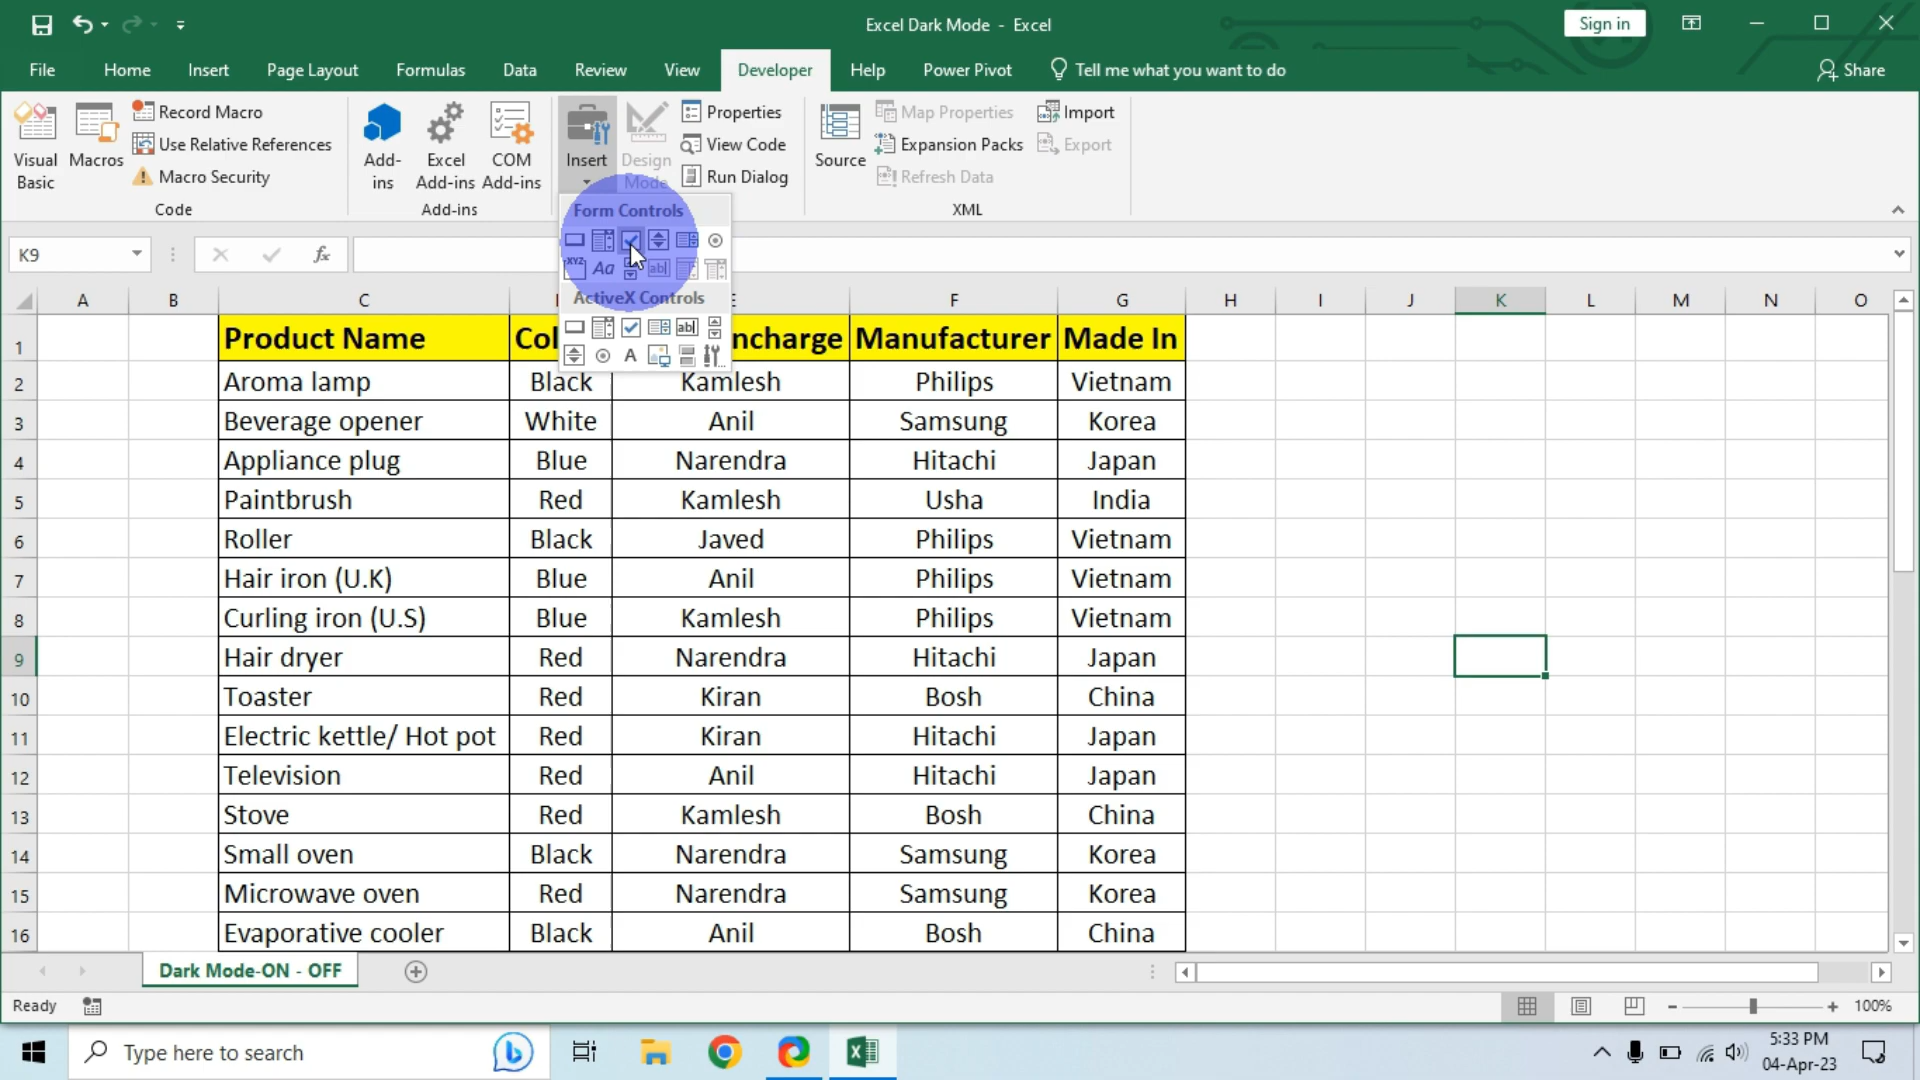 Excel Dark Mode - Excel
Sign in
File Home Insert Page Layout Formulas Data Review View Developer Help Power Pivot Tell me what you want to do Share
Visual Basic
Macros
Record Macro
Use Relative References
Macro Security
Code
Add-ins
Excel Add-ins
COM Add-ins
Add-ins
Insert
Design Mode
Properties
View Code
Run Dialog
Source
Map Properties
Expansion Packs
Refresh Data
Import
Export
XML
Form Controls
XYZ Aa ab|
ActiveX Controls
ab|
A
K9
fx
A B C F G H I J K L M N O
1 Product Name Col ncharge Manufacturer Made In
2 Aroma lamp Black Kamlesh Philips Vietnam
3 Beverage opener White Anil Samsung Korea
4 Appliance plug Blue Narendra Hitachi Japan
5 Paintbrush Red Kamlesh Usha India
6 Roller Black Javed Philips Vietnam
7 Hair iron (U.K) Blue Anil Philips Vietnam
8 Curling iron (U.S) Blue Kamlesh Philips Vietnam
9 Hair dryer Red Narendra Hitachi Japan
10 Toaster Red Kiran Bosh China
11 Electric kettle/ Hot pot Red Kiran Hitachi Japan
12 Television Red Anil Hitachi Japan
13 Stove Red Kamlesh Bosh China
14 Small oven Black Narendra Samsung Korea
15 Microwave oven Red Narendra Samsung Korea
16 Evaporative cooler Black Anil Bosh China
Dark Mode-ON - OFF
Ready
100%
Type here to search
5:33 PM
04-Apr-23